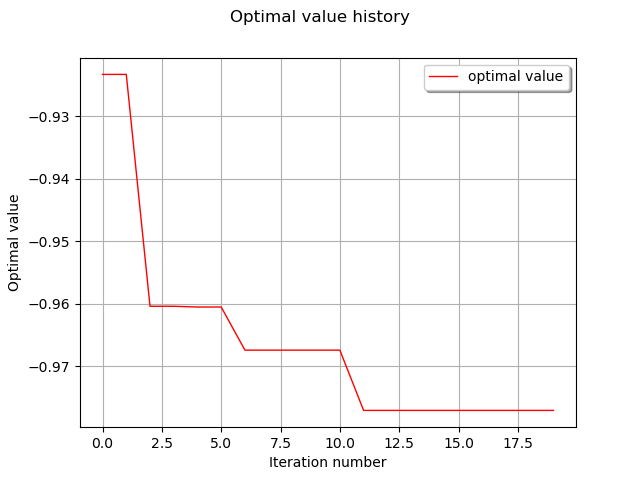 Optimal value history
optimal value
−0.93
−0.94
−0.95
−0.96
−0.97
Optimal value
0.0 2.5 5.0 7.5 10.0 12.5 15.0 17.5
Iteration number